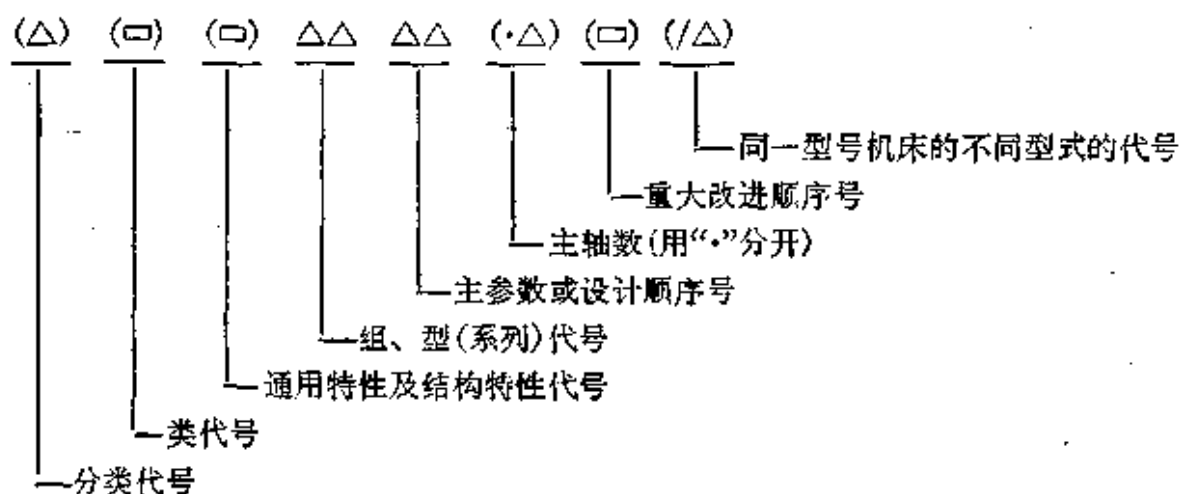 (△) (▭) (▭) △△ △△ (·△) (▭) (/△)
同一型号机床的不同型式的代号
重大改进顺序号
主轴数(用“·”分开)
主参数或设计顺序号
组、型(系列)代号
通用特性及结构特性代号
类代号
分类代号